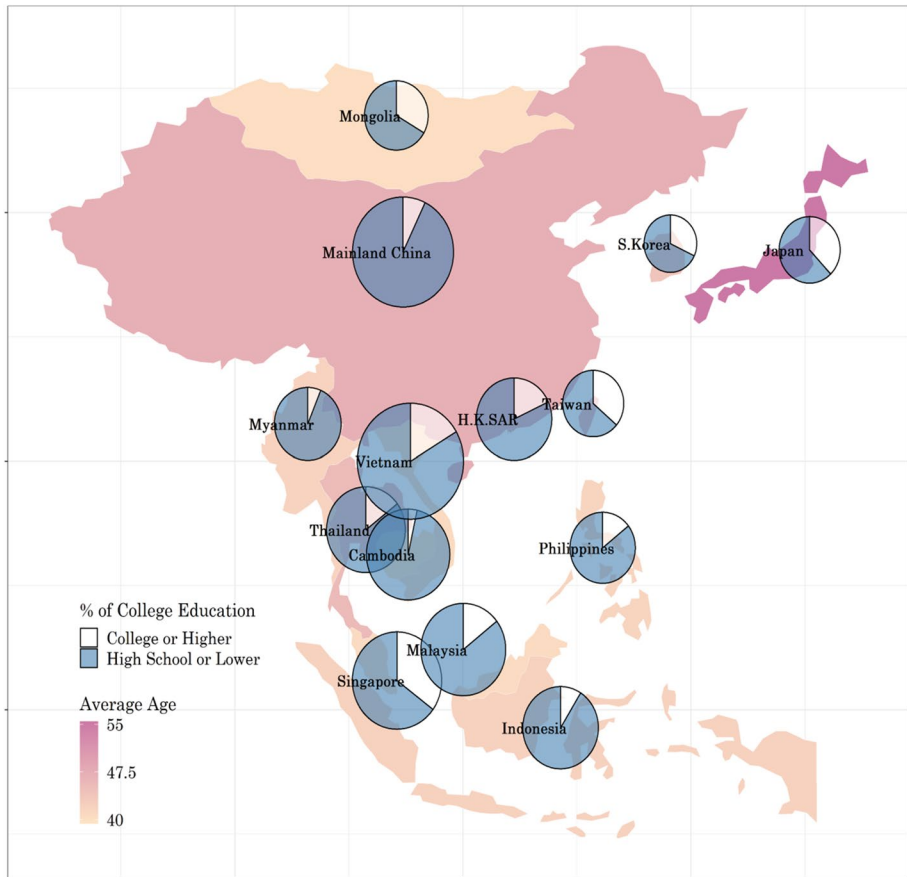 Mongolia
Mainland China
S.Korea
Japan
Myanmar
H.K.SAR
Taiwan
Vietnam
Thailand
Cambodia
Philippines
Malaysia
Singapore
Indonesia
% of College Education
College or Higher
High School or Lower
Average Age
55
47.5
40